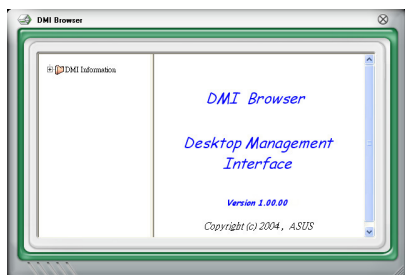 DMI Browser
DMI Information
DMI Browser
Desktop Management
Interface
Version 1.00.00
Copyright (c) 2004, ASUS